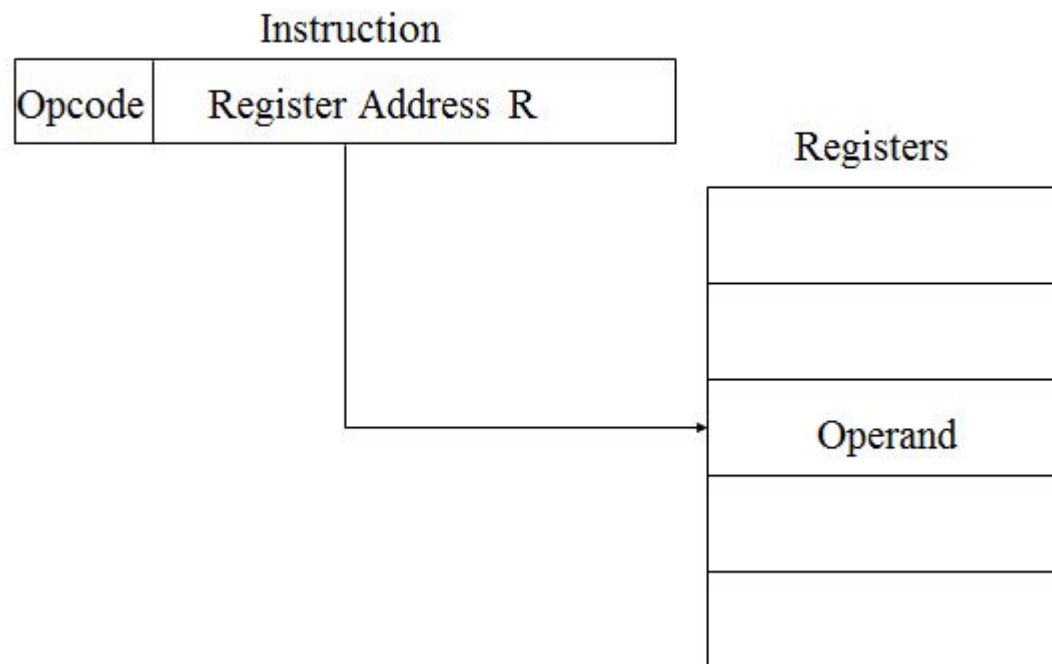 Instruction
Opcode
Register Address R
Registers
Operand